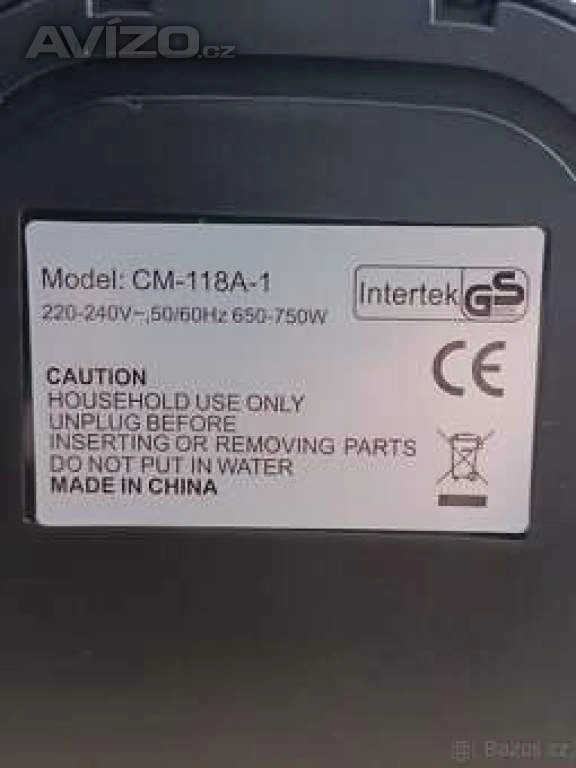 AVÍZO.cz
Model: CM-118A-1
Intertek GS
220-240V~,50/60Hz 650-750W
CE
CAUTION
HOUSEHOLD USE ONLY
UNPLUG BEFORE
INSERTING OR REMOVING PARTS
DO NOT PUT IN WATER
MADE IN CHINA
Bazos.cz